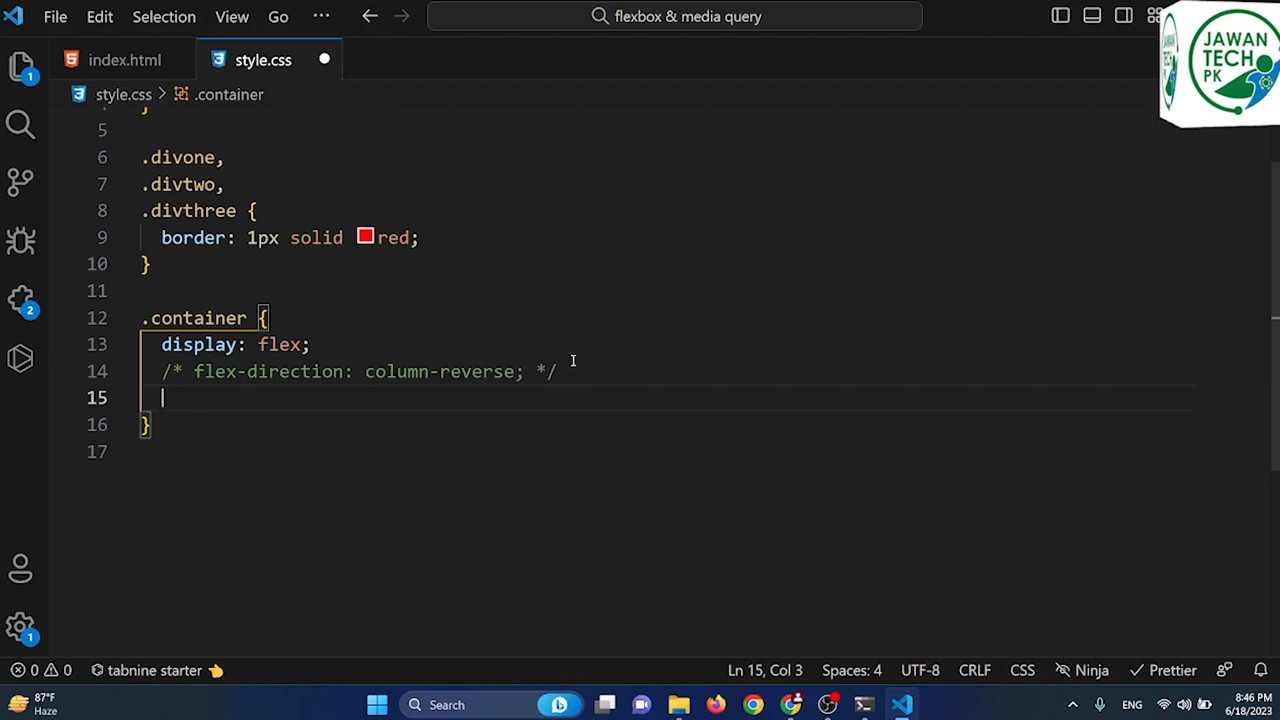 File Edit Selection View Go ··· flexbox & media query
JAWAN
TECH
PK
index.html style.css
style.css > .container
}
5
6 .divone,
7 .divtwo,
8 .divthree {
9 border: 1px solid red;
10 }
11
12 .container {
13 display: flex;
14 /* flex-direction: column-reverse; */
15
16 }
17
1
2
1
0 0 tabnine starter Ln 15, Col 3 Spaces: 4 UTF-8 CRLF CSS Ninja Prettier
87°F
Haze
Search
ENG
8:46 PM
6/18/2023